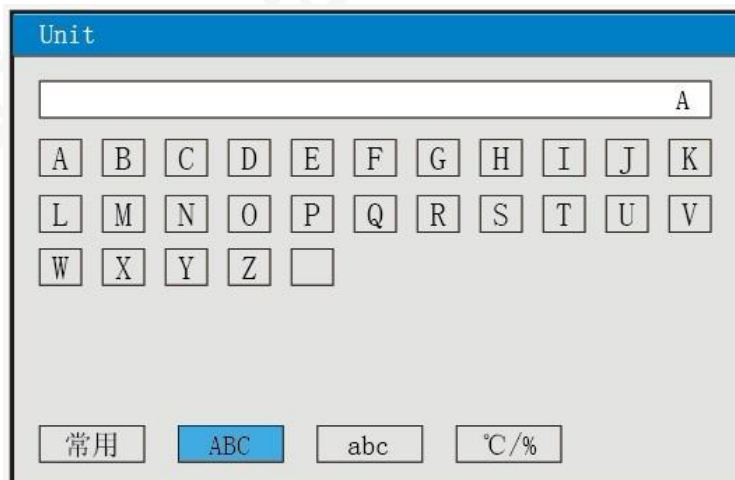 Unit
A
A B C D E F G H I J K
L M N O P Q R S T U V
W X Y Z
常用 ABC abc ℃/%